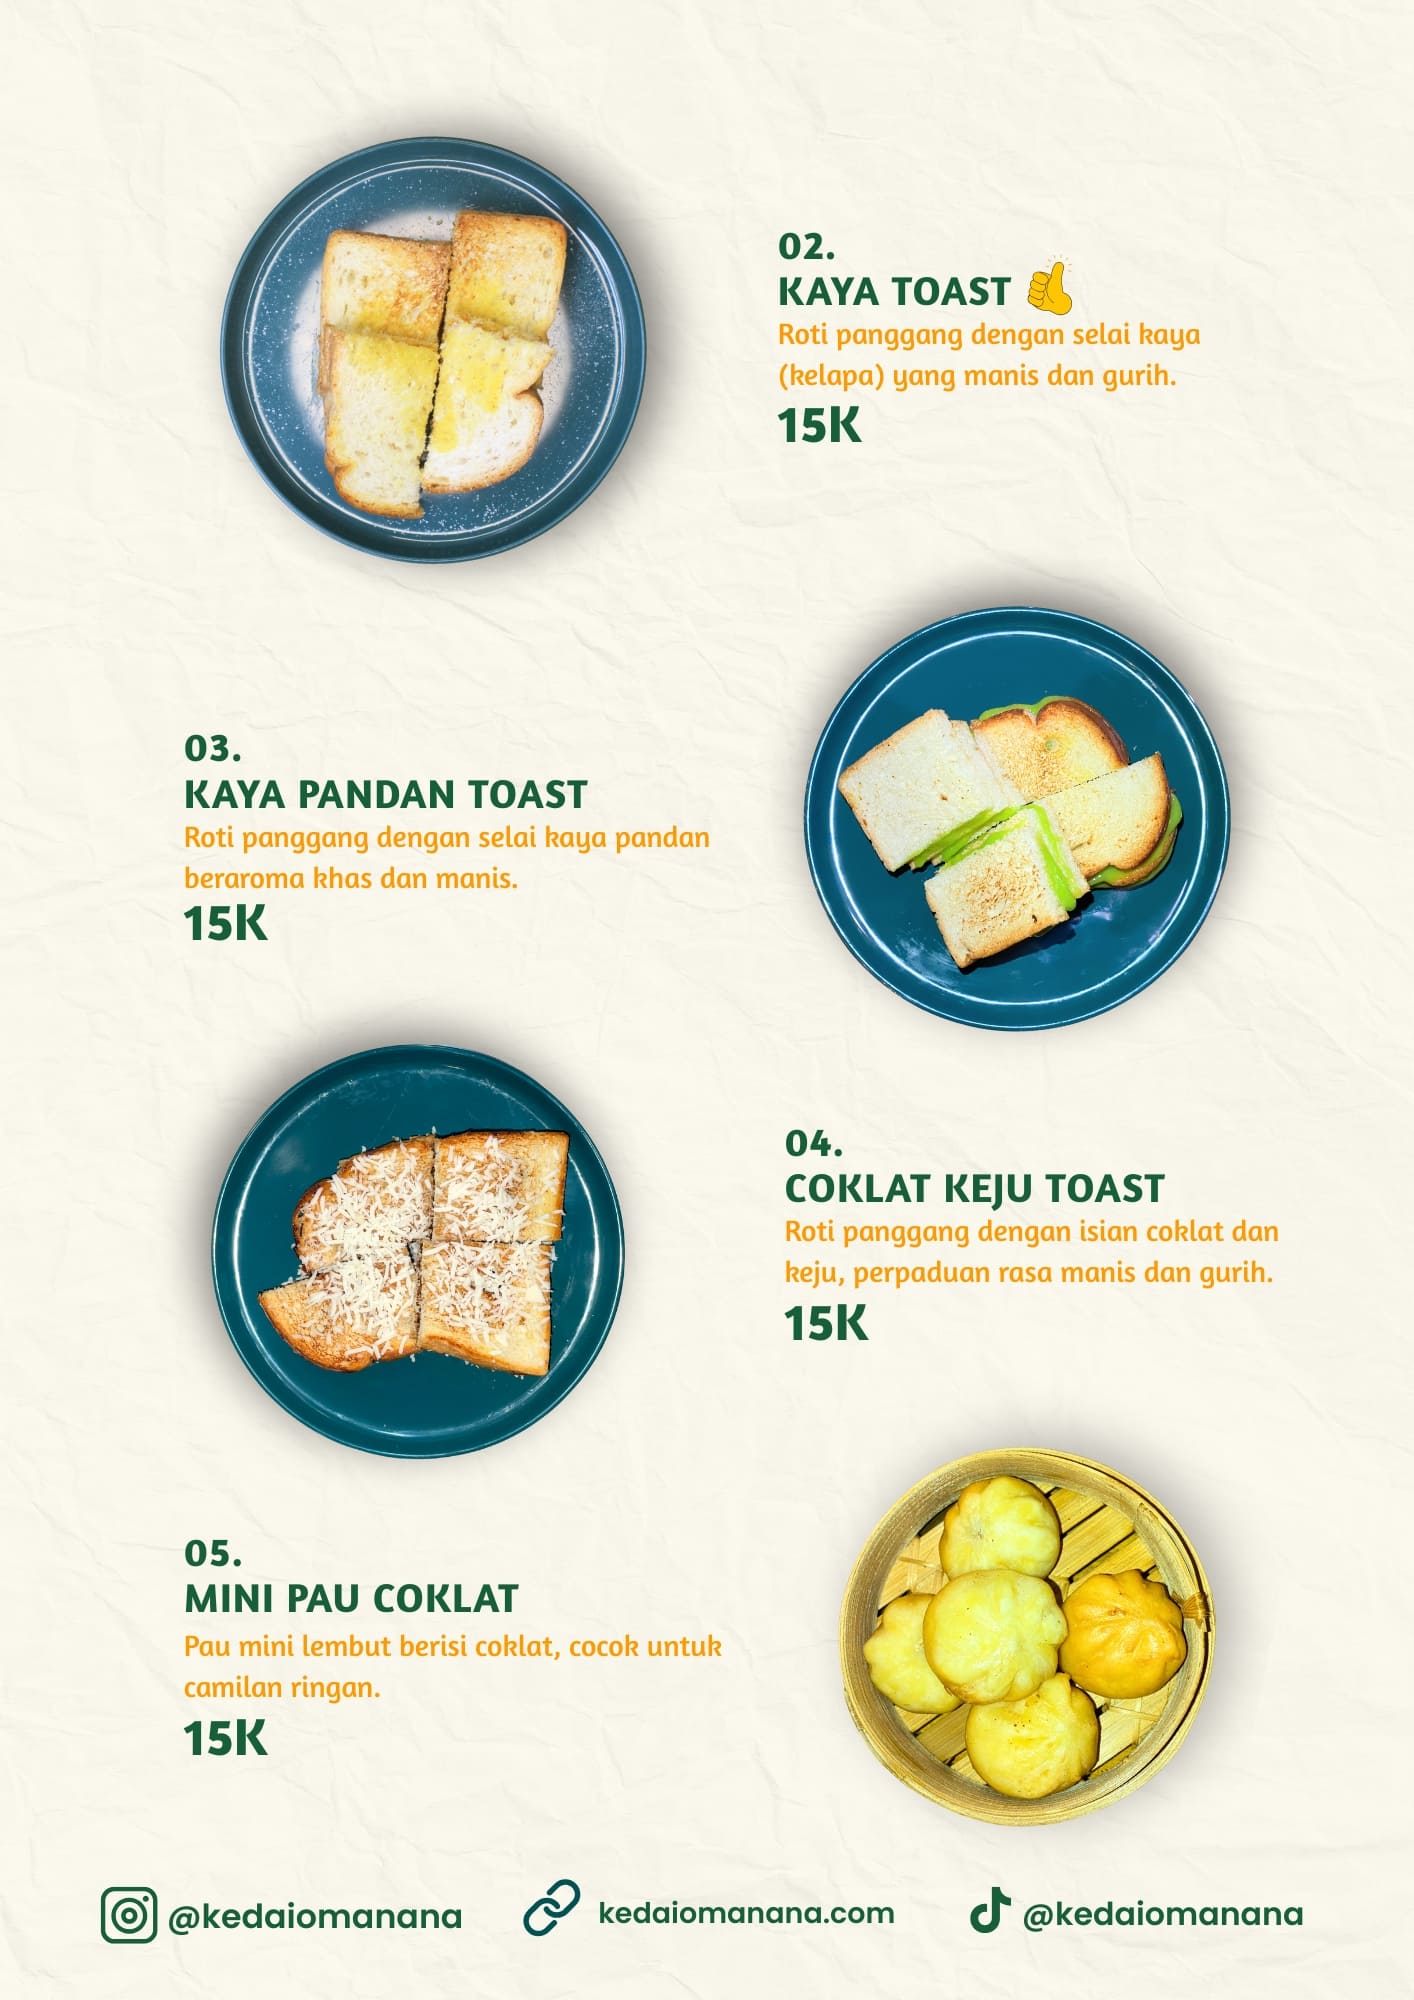 02.
KAYA TOAST
Roti panggang dengan selai kaya
(kelapa) yang manis dan gurih.
15K
03.
KAYA PANDAN TOAST
Roti panggang dengan selai kaya pandan
beraroma khas dan manis.
15K
04.
COKLAT KEJU TOAST
Roti panggang dengan isian coklat dan
keju, perpaduan rasa manis dan gurih.
15K
05.
MINI PAU COKLAT
Pau mini lembut berisi coklat, cocok untuk
camilan ringan.
15K
@kedaiomanana
kedaiomanana.com
@kedaiomanana